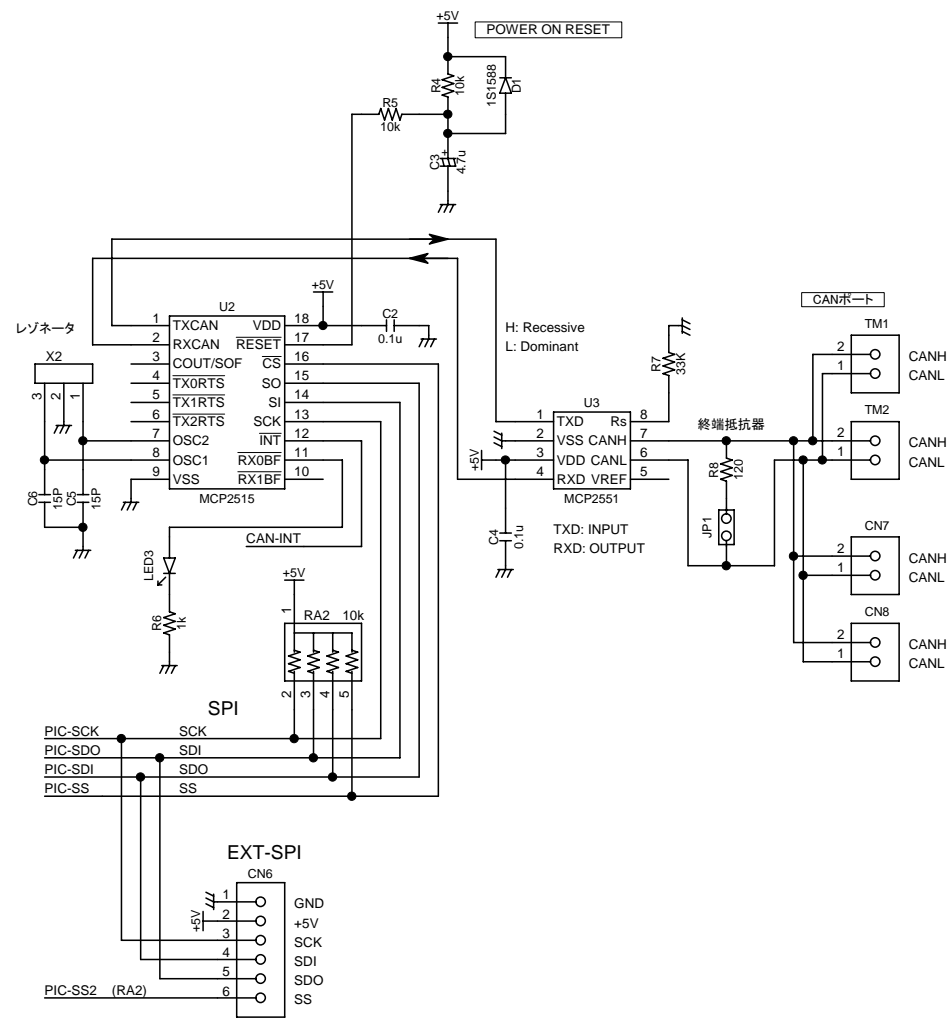 +5V
POWER ON RESET
R4
10k
1S1588
D1
R5
10k
C3
+
4.7u
U2
+5V
レゾネータ
1 TXCAN VDD 18
2 RXCAN RESET 17
3 COUT/SOF CS 16
4 TX0RTS SO 15
5 TX1RTS SI 14
6 TX2RTS SCK 13
7 OSC2 INT 12
8 OSC1 RX0BF 11
9 VSS RX1BF 10
MCP2515
C2
0.1u
X2
3 2 1
C6
15P
C5
15P
H: Recessive
L: Dominant
R7
33K
U3
1 TXD Rs 8
2 VSS CANH 7
3 VDD CANL 6
4 RXD VREF 5
MCP2551
+5V
C4
0.1u
TXD: INPUT
RXD: OUTPUT
終端抵抗器
R8
120
JP1
CANポート
TM1
2 CANH
1 CANL
TM2
2 CANH
1 CANL
CN7
2 CANH
1 CANL
CN8
2 CANH
1 CANL
CAN-INT
LED3
R6
1k
+5V
1
RA2 10k
2 3 4 5
SPI
PIC-SCK SCK
PIC-SDO SDI
PIC-SDI SDO
PIC-SS SS
EXT-SPI
CN6
1 GND
+5V
2 +5V
3 SCK
4 SDI
5 SDO
PIC-SS2 (RA2) 6 SS